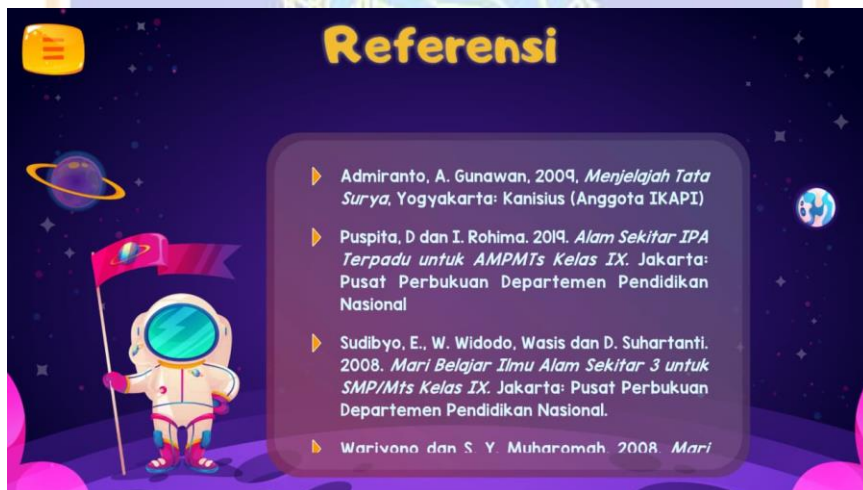 Referensi
Admiranto, A. Gunawan, 2009, Menjelajah Tata
Surya, Yogyakarta: Kanisius (Anggota IKAPI)
Puspita, D dan I. Rohima. 2019. Alam Sekitar IPA
Terpadu untuk AMPMTs Kelas IX. Jakarta:
Pusat Perbukuan Departemen Pendidikan
Nasional
Sudibyo, E., W. Widodo, Wasis dan D. Suhartanti.
2008. Mari Belajar Ilmu Alam Sekitar 3 untuk
SMP/Mts Kelas IX. Jakarta: Pusat Perbukuan
Departemen Pendidikan Nasional.
Wariyono dan S. Y. Muharomah. 2008. Mari